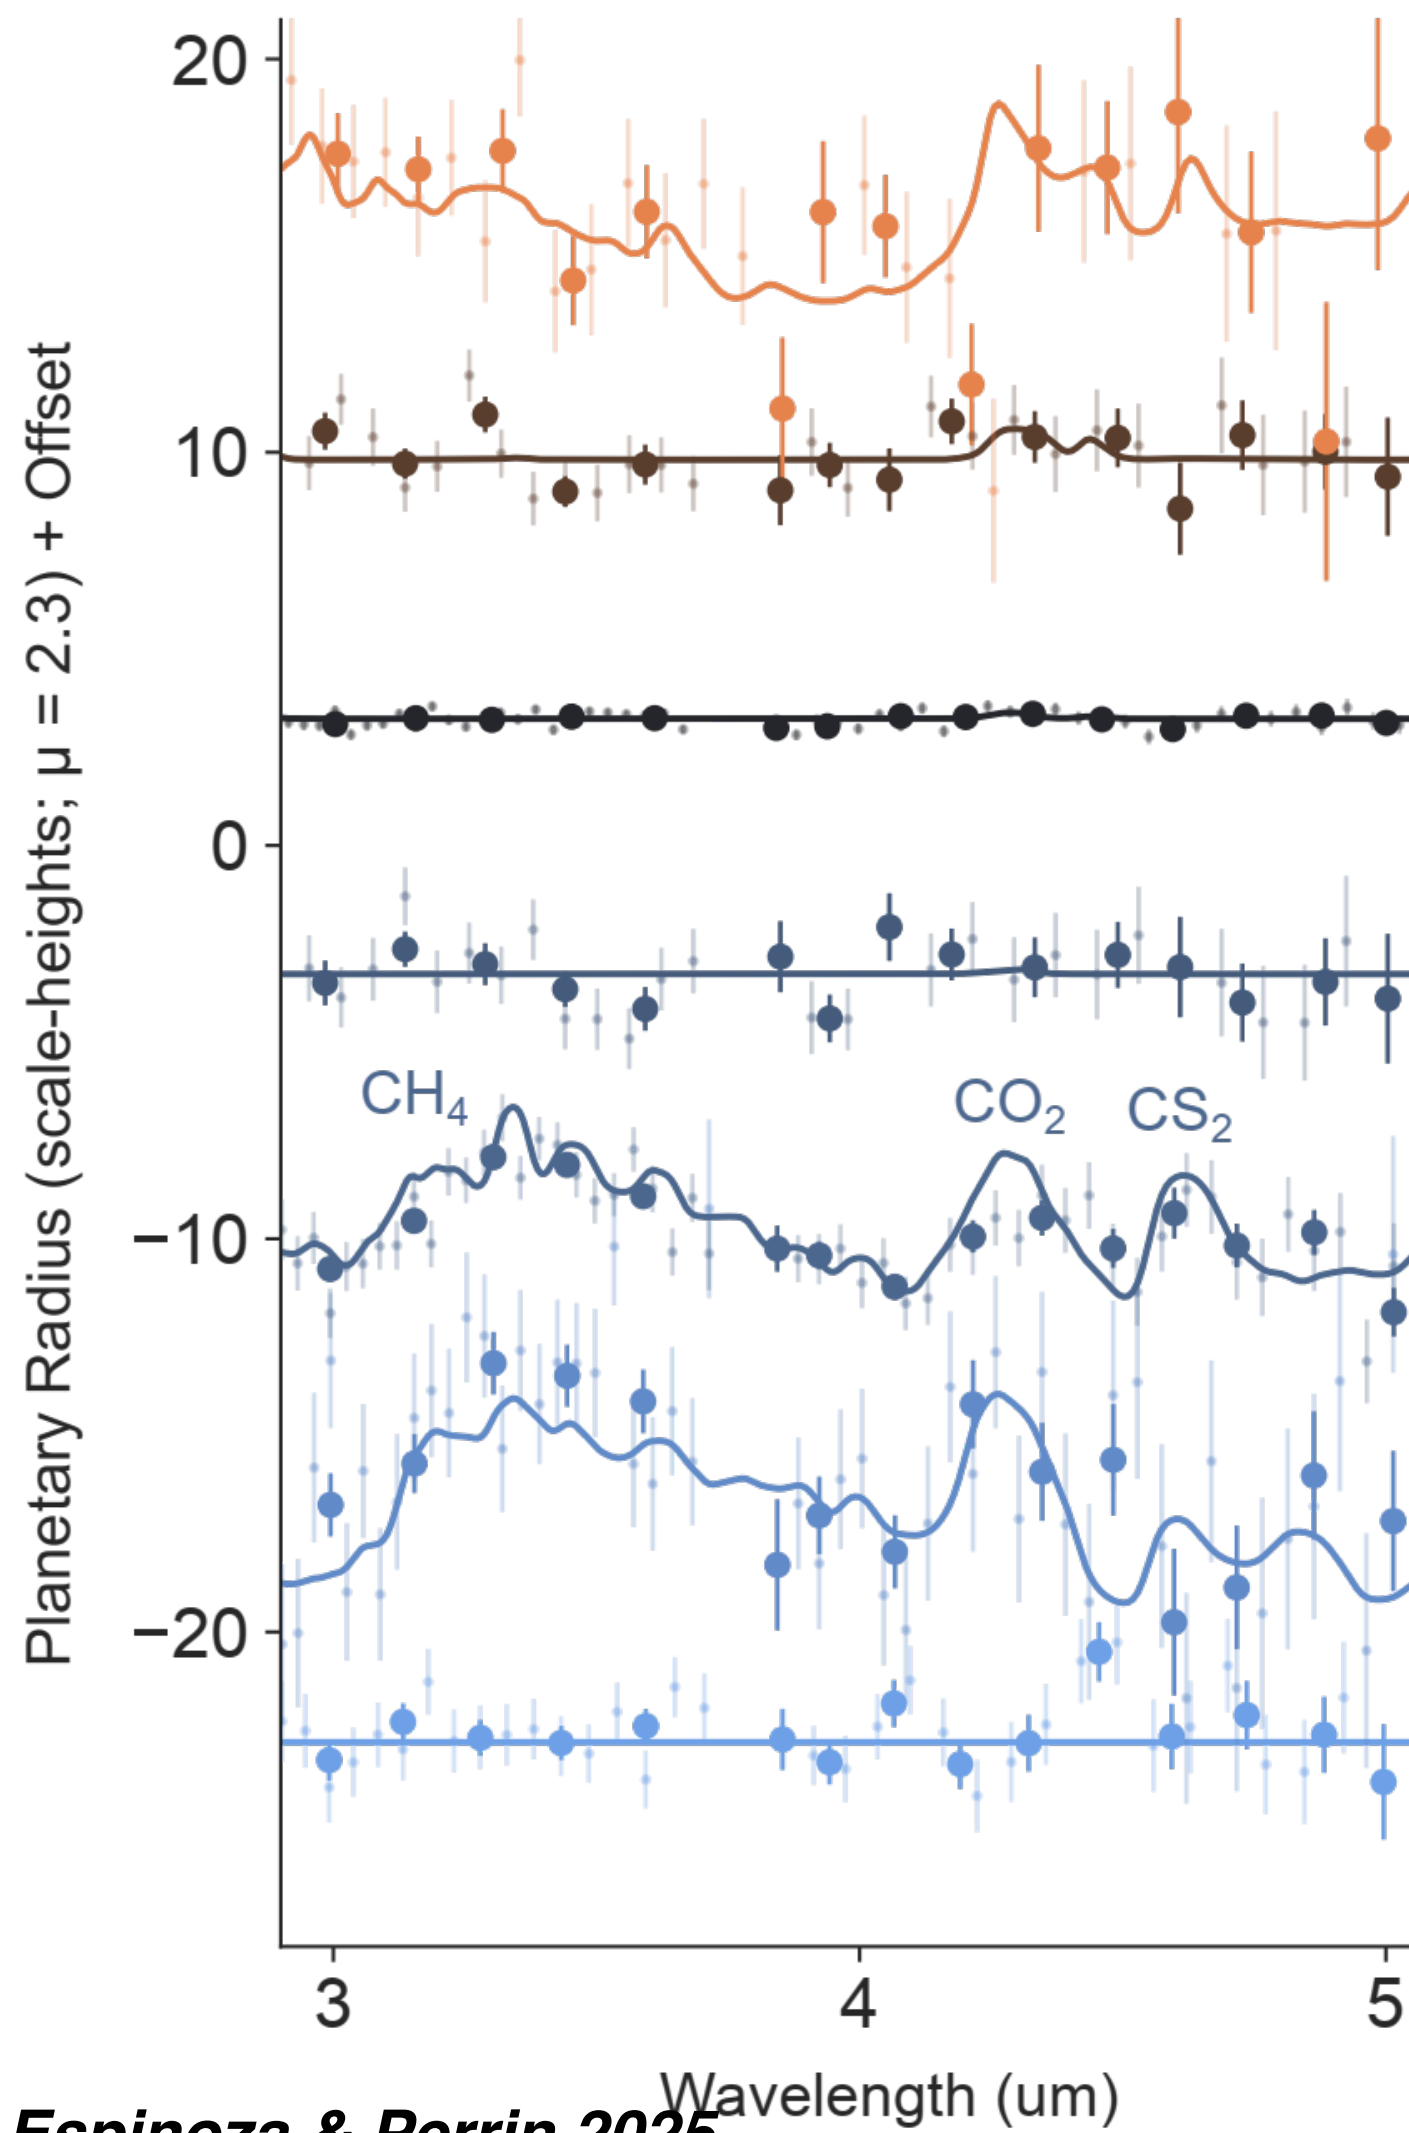 20
10
0
−10
−20
Planetary Radius (scale-heights; μ = 2.3) + Offset
CH₄
CO₂
CS₂
3
4
5
Wavelength (um)
Espinoza & Perrin 2025